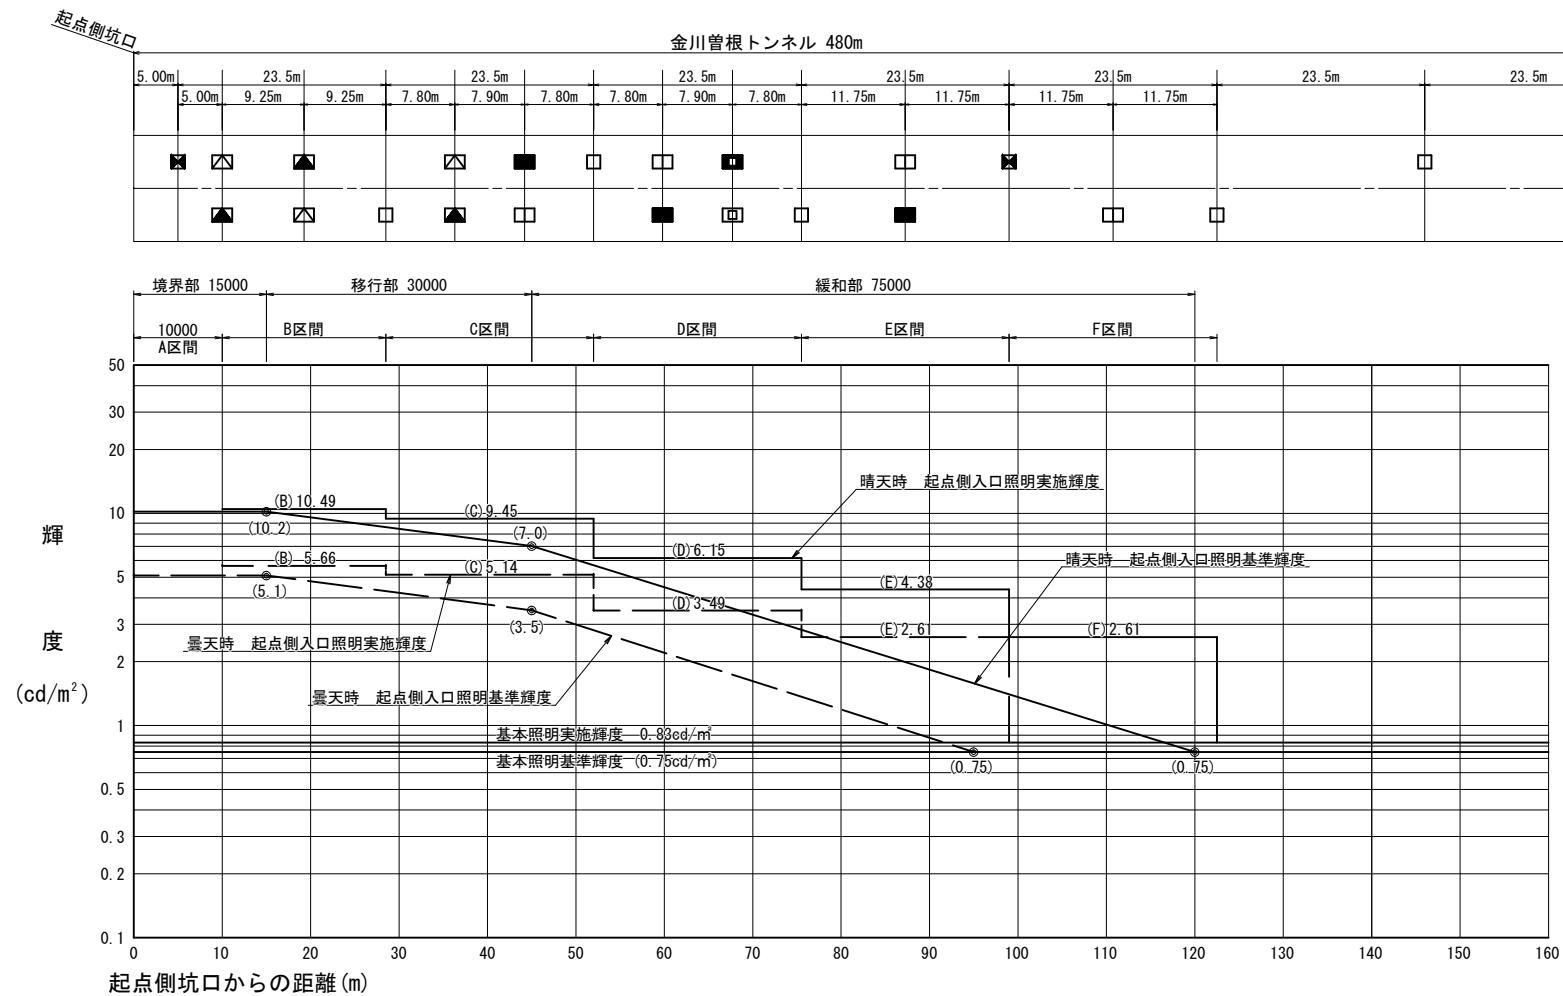 起点側坑口
金川曽根トンネル 480m
5.00m 23.5m 23.5m 23.5m 23.5m 23.5m 23.5m 23.5m
5.00m 9.25m 9.25m 7.80m 7.90m 7.80m 7.80m 7.90m 7.80m 11.75m 11.75m 11.75m 11.75m
境界部 15000 移行部 30000 緩和部 75000
10000 B区間 C区間 D区間 E区間 F区間
A区間
50
30
20
10
5
3
2
1
0.5
0.3
0.2
0.1
輝
度
(cd/m²)
(B)10.49
(C)9.45
晴天時 起点側入口照明実施輝度
(10.2)
(7.0)
(D)6.15
(B) 5.66
(C)5.14
晴天時 起点側入口照明基準輝度
(5.1)
(E)4.38
(D)3.49
(3.5)
(E)2.61
(F)2.61
曇天時 起点側入口照明実施輝度
曇天時 起点側入口照明基準輝度
基本照明実施輝度 0.83cd/㎡
基本照明基準輝度 (0.75cd/㎡)
(0.75)
(0.75)
0 10 20 30 40 50 60 70 80 90 100 110 120 130 140 150 160
起点側坑口からの距離(m)